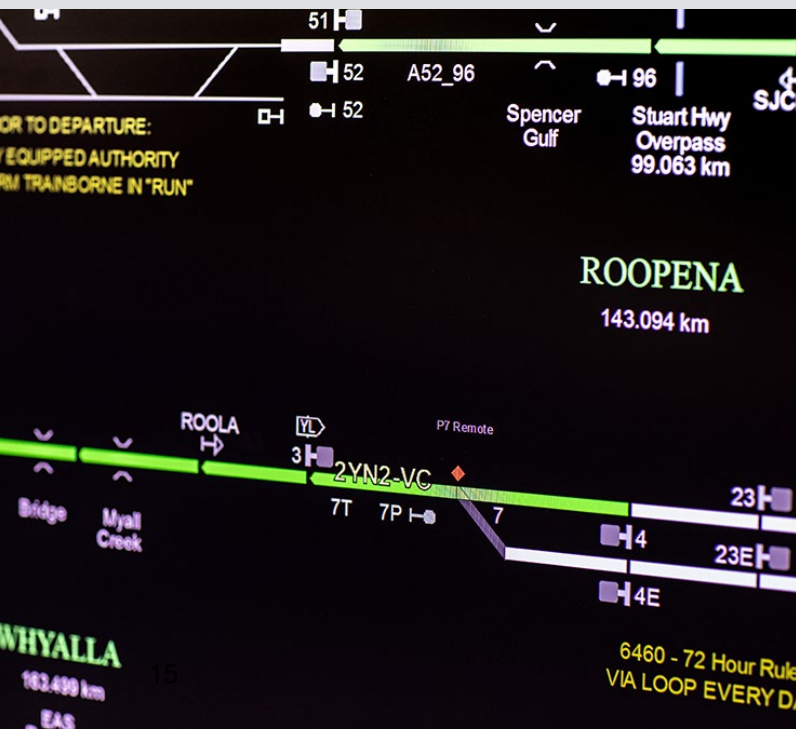 51
52
A52_96
96
52
SJC
Spencer
Gulf
Stuart Hwy
Overpass
99.063 km
OR TO DEPARTURE:
EQUIPPED AUTHORITY
RM TRAINBORNE IN "RUN"
ROOPENA
143.094 km
ROOLA
YL
P7 Remote
3
2YN2-VC
7T
7P
7
23
4
23E
4E
Bridge
Myall
Creek
WHYALLA
162.499 km
EAS
15
6460 - 72 Hour Rule
VIA LOOP EVERY DA